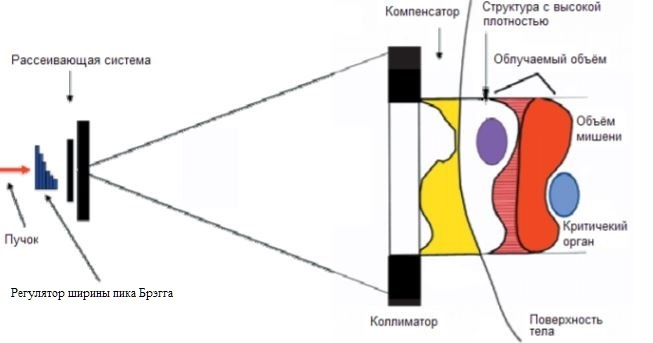 Компенсатор
Структура с высокой
плотностью
Рассеивающая система
Облучаемый объём
Объём
мишени
Пучок
Критичекий
орган
Регулятор ширины пика Брэгга
Коллиматор
Поверхность
тела